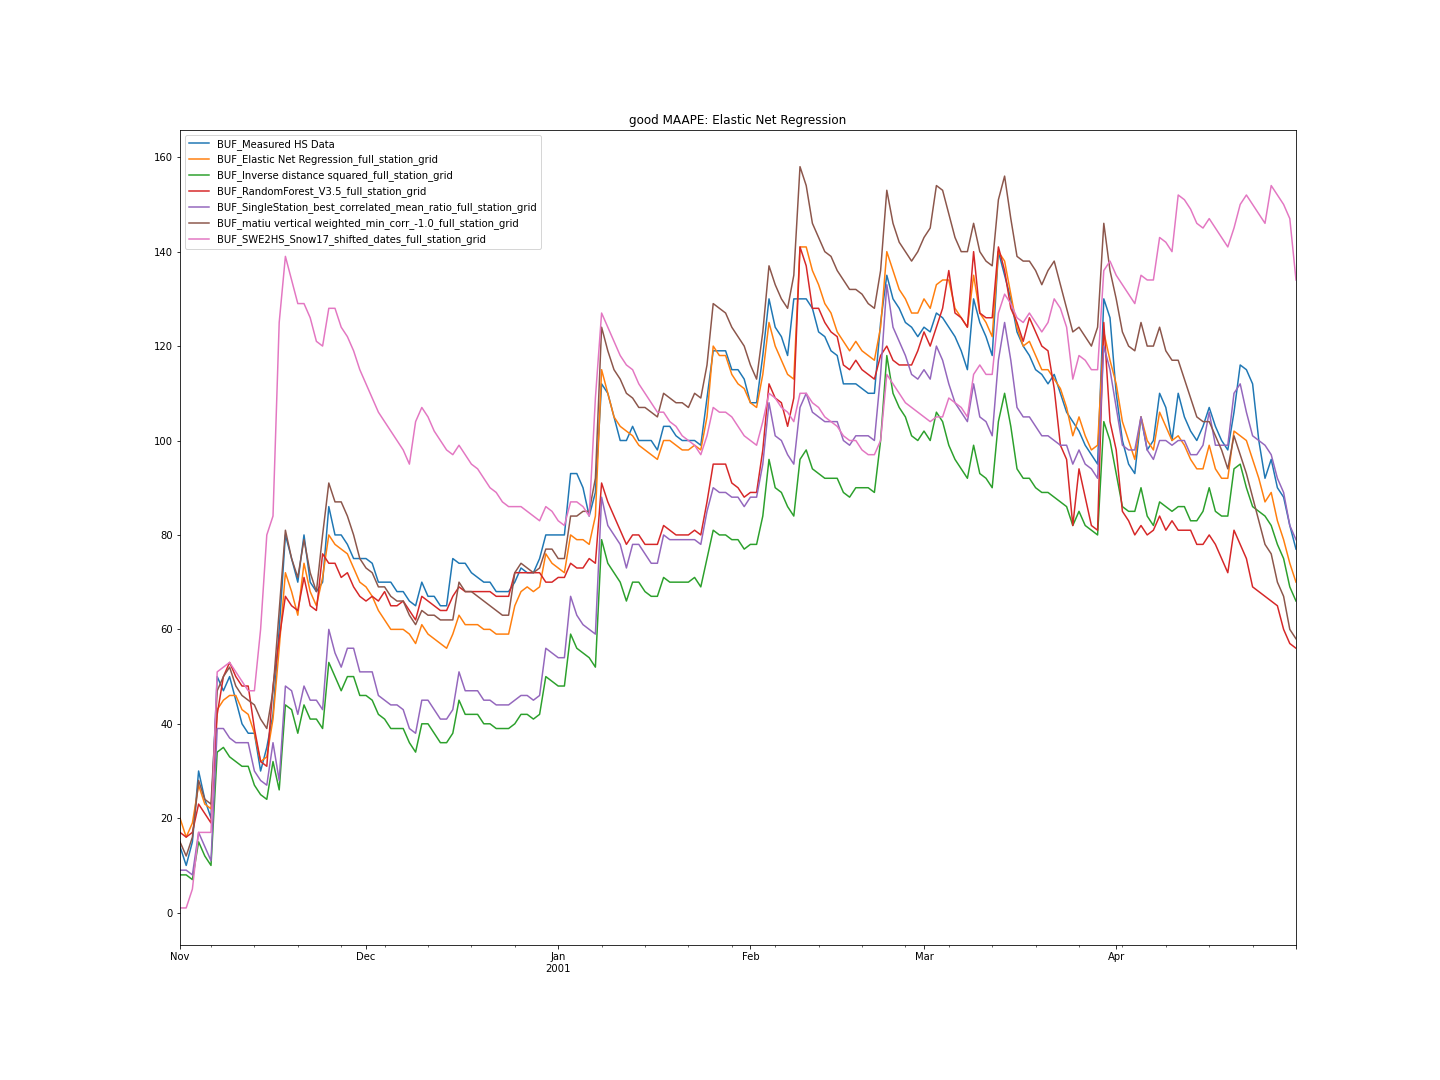 good MAAPE: Elastic Net Regression
BUF_Measured HS Data
BUF_Elastic Net Regression_full_station_grid
BUF_Inverse distance squared_full_station_grid
BUF_RandomForest_V3.5_full_station_grid
BUF_SingleStation_best_correlated_mean_ratio_full_station_grid
BUF_matiu vertical weighted_min_corr_-1.0_full_station_grid
BUF_SWE2HS_Snow17_shifted_dates_full_station_grid
160
140
120
100
80
60
40
20
0
Nov Dec Jan Feb Mar Apr
2001